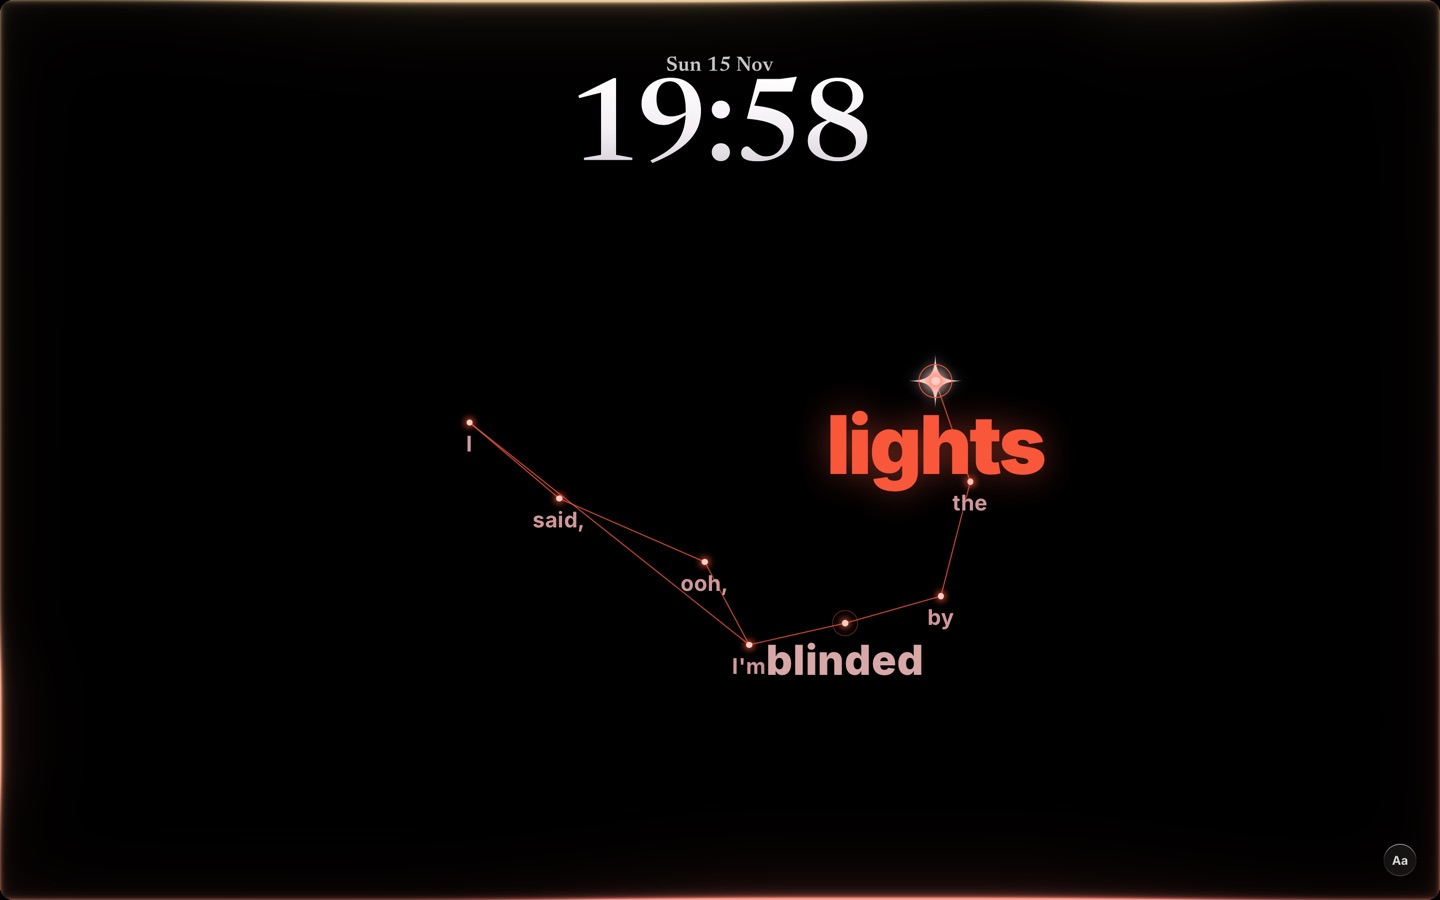 Sun 15 Nov
19:58
I
said,
ooh,
I'm
blinded
by
the
lights
Aa